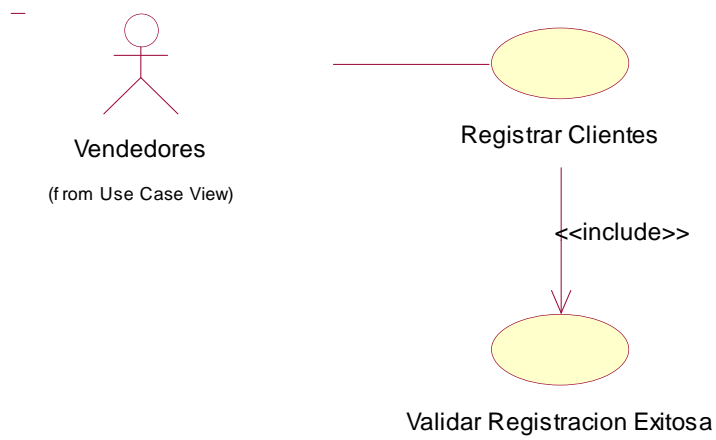 Vendedores
(from Use Case View)
Registrar Clientes
<<include>>
Validar Registracion Exitosa